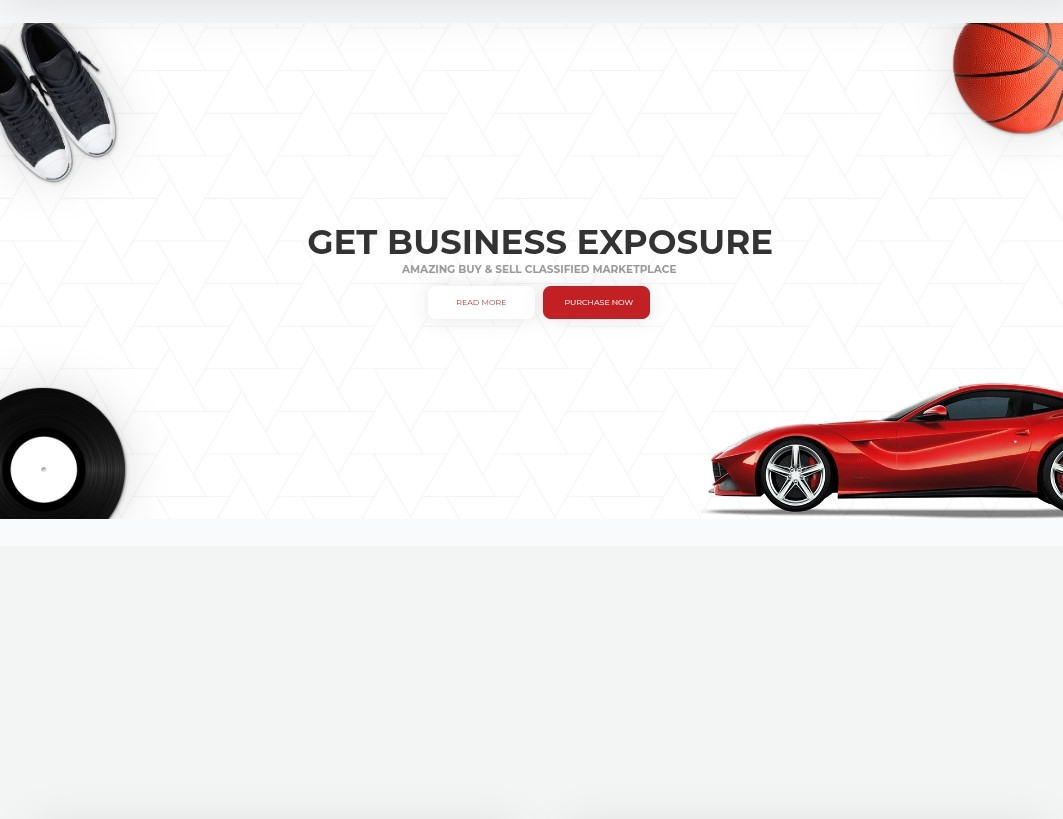 GET BUSINESS EXPOSURE
AMAZING BUY & SELL CLASSIFIED MARKETPLACE
READ MORE
PURCHASE NOW